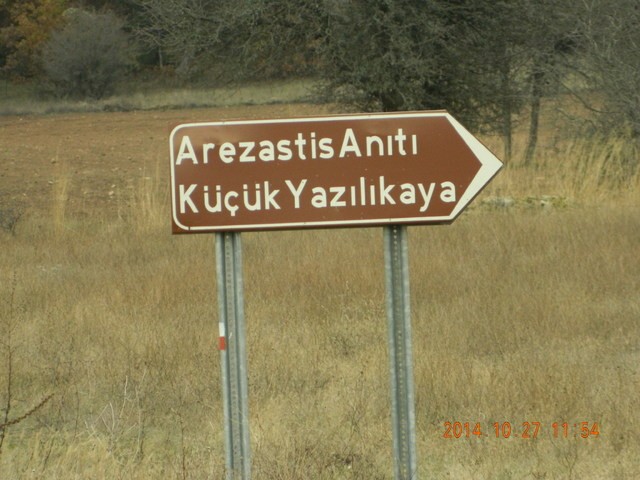 Arezastis Anıtı
Küçük Yazılıkaya
2014.10.27 11:54